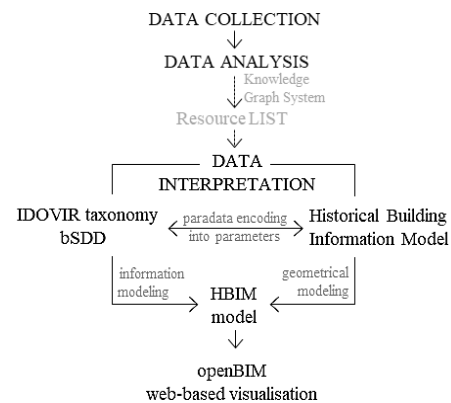 DATA COLLECTION
DATA ANALYSIS
Knowledge
Graph System
Resource LIST
DATA
INTERPRETATION
IDOVIR taxonomy
bSDD
paradata encoding
into parameters
Historical Building
Information Model
information
modeling
geometrical
modeling
HBIM
model
openBIM
web-based visualisation